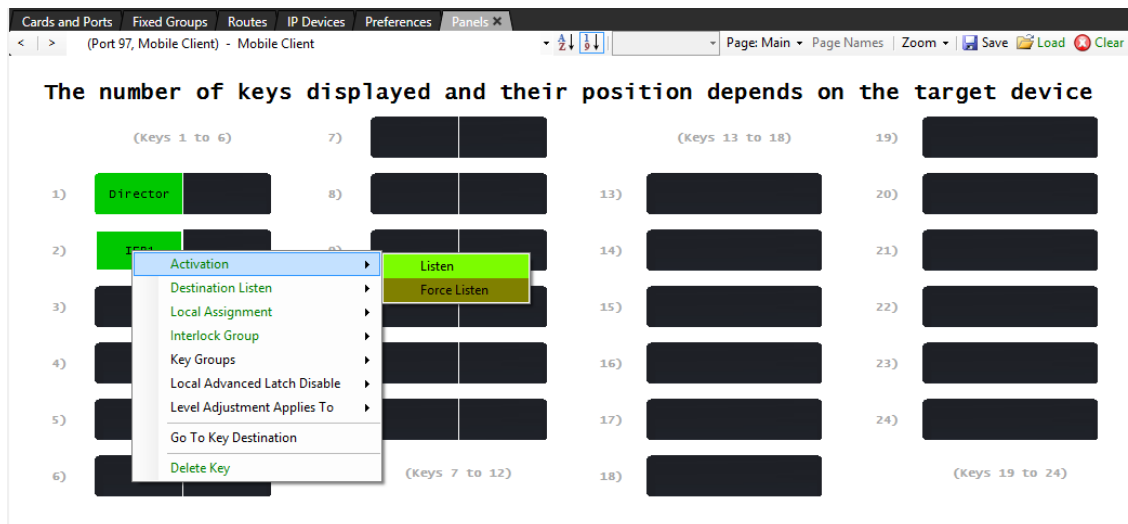 Cards and Ports Fixed Groups Routes IP Devices Preferences Panels
< > (Port 97, Mobile Client) - Mobile Client Page: Main Page Names Zoom Save Load Clear
The number of keys displayed and their position depends on the target device
(Keys 1 to 6) 7) (Keys 13 to 18) 19)
1) Director 8) 13) 20)
2) 14) 21)
Activation Listen
Destination Listen Force Listen
Local Assignment
3) 15) 22)
Interlock Group
Key Groups
4) 16) 23)
Local Advanced Latch Disable
Level Adjustment Applies To
5) 17) 24)
Go To Key Destination
Delete Key
6) (Keys 7 to 12) 18) (Keys 19 to 24)